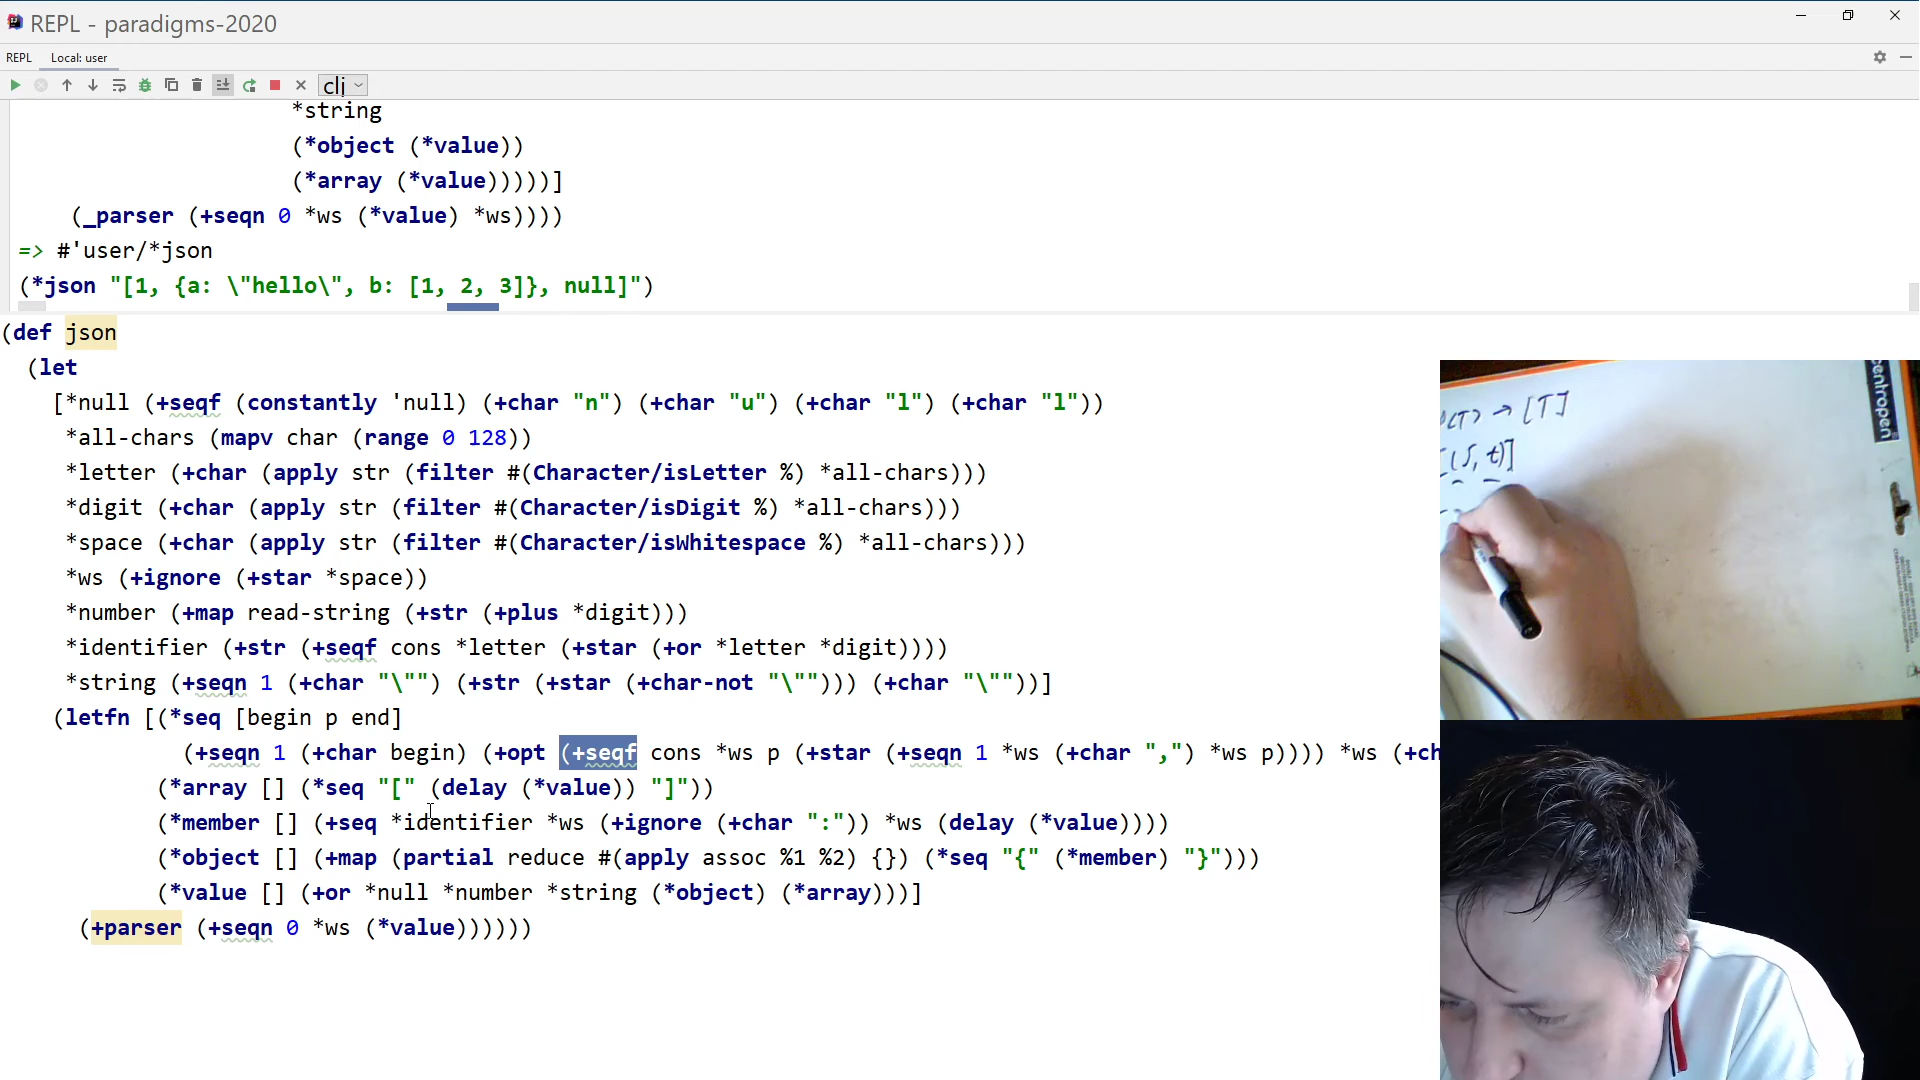 REPL - paradigms-2020
REPL Local: user
clj
*string
(*object (*value))
(*array (*value)))))]
(_parser (+seqn 0 *ws (*value) *ws))))
=> #'user/*json
(*json "[1, {a: \"hello\", b: [1, 2, 3]}, null]")
(def json
(let
[*null (+seqf (constantly 'null) (+char "n") (+char "u") (+char "l") (+char "l"))
*all-chars (mapv char (range 0 128))
*letter (+char (apply str (filter #(Character/isLetter %) *all-chars)))
*digit (+char (apply str (filter #(Character/isDigit %) *all-chars)))
*space (+char (apply str (filter #(Character/isWhitespace %) *all-chars)))
*ws (+ignore (+star *space))
*number (+map read-string (+str (+plus *digit)))
*identifier (+str (+seqf cons *letter (+star (+or *letter *digit))))
*string (+seqn 1 (+char "\"") (+str (+star (+char-not "\""))) (+char "\""))]
(letfn [(*seq [begin p end]
(+seqn 1 (+char begin) (+opt (+seqf cons *ws p (+star (+seqn 1 *ws (+char ",") *ws p)))) *ws (+ch
(*array [] (*seq "[" (delay (*value)) "]"))
(*member [] (+seq *identifier *ws (+ignore (+char ":")) *ws (delay (*value))))
(*object [] (+map (partial reduce #(apply assoc %1 %2) {}) (*seq "{" (*member) "}")))
(*value [] (+or *null *number *string (*object) (*array)))]
(+parser (+seqn 0 *ws (*value))))))
(T) → [T]
[(S, t)]
entropen